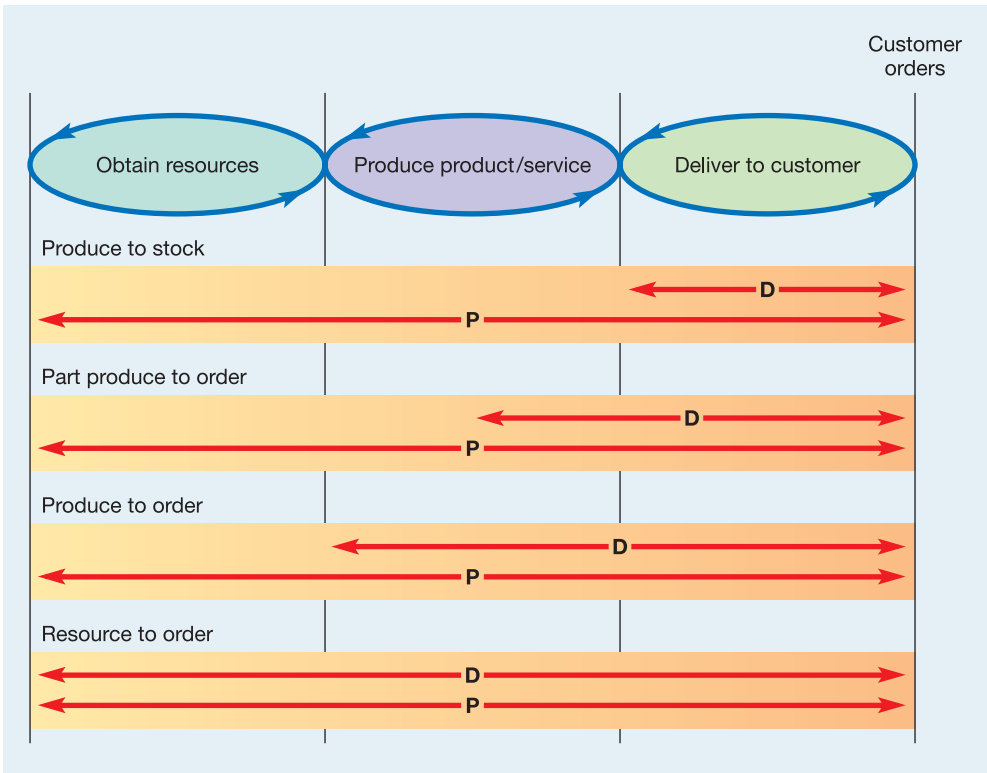 Customer
orders
Obtain resources
Produce product/service
Deliver to customer
Produce to stock
D
P
Part produce to order
D
P
Produce to order
D
P
Resource to order
D
P